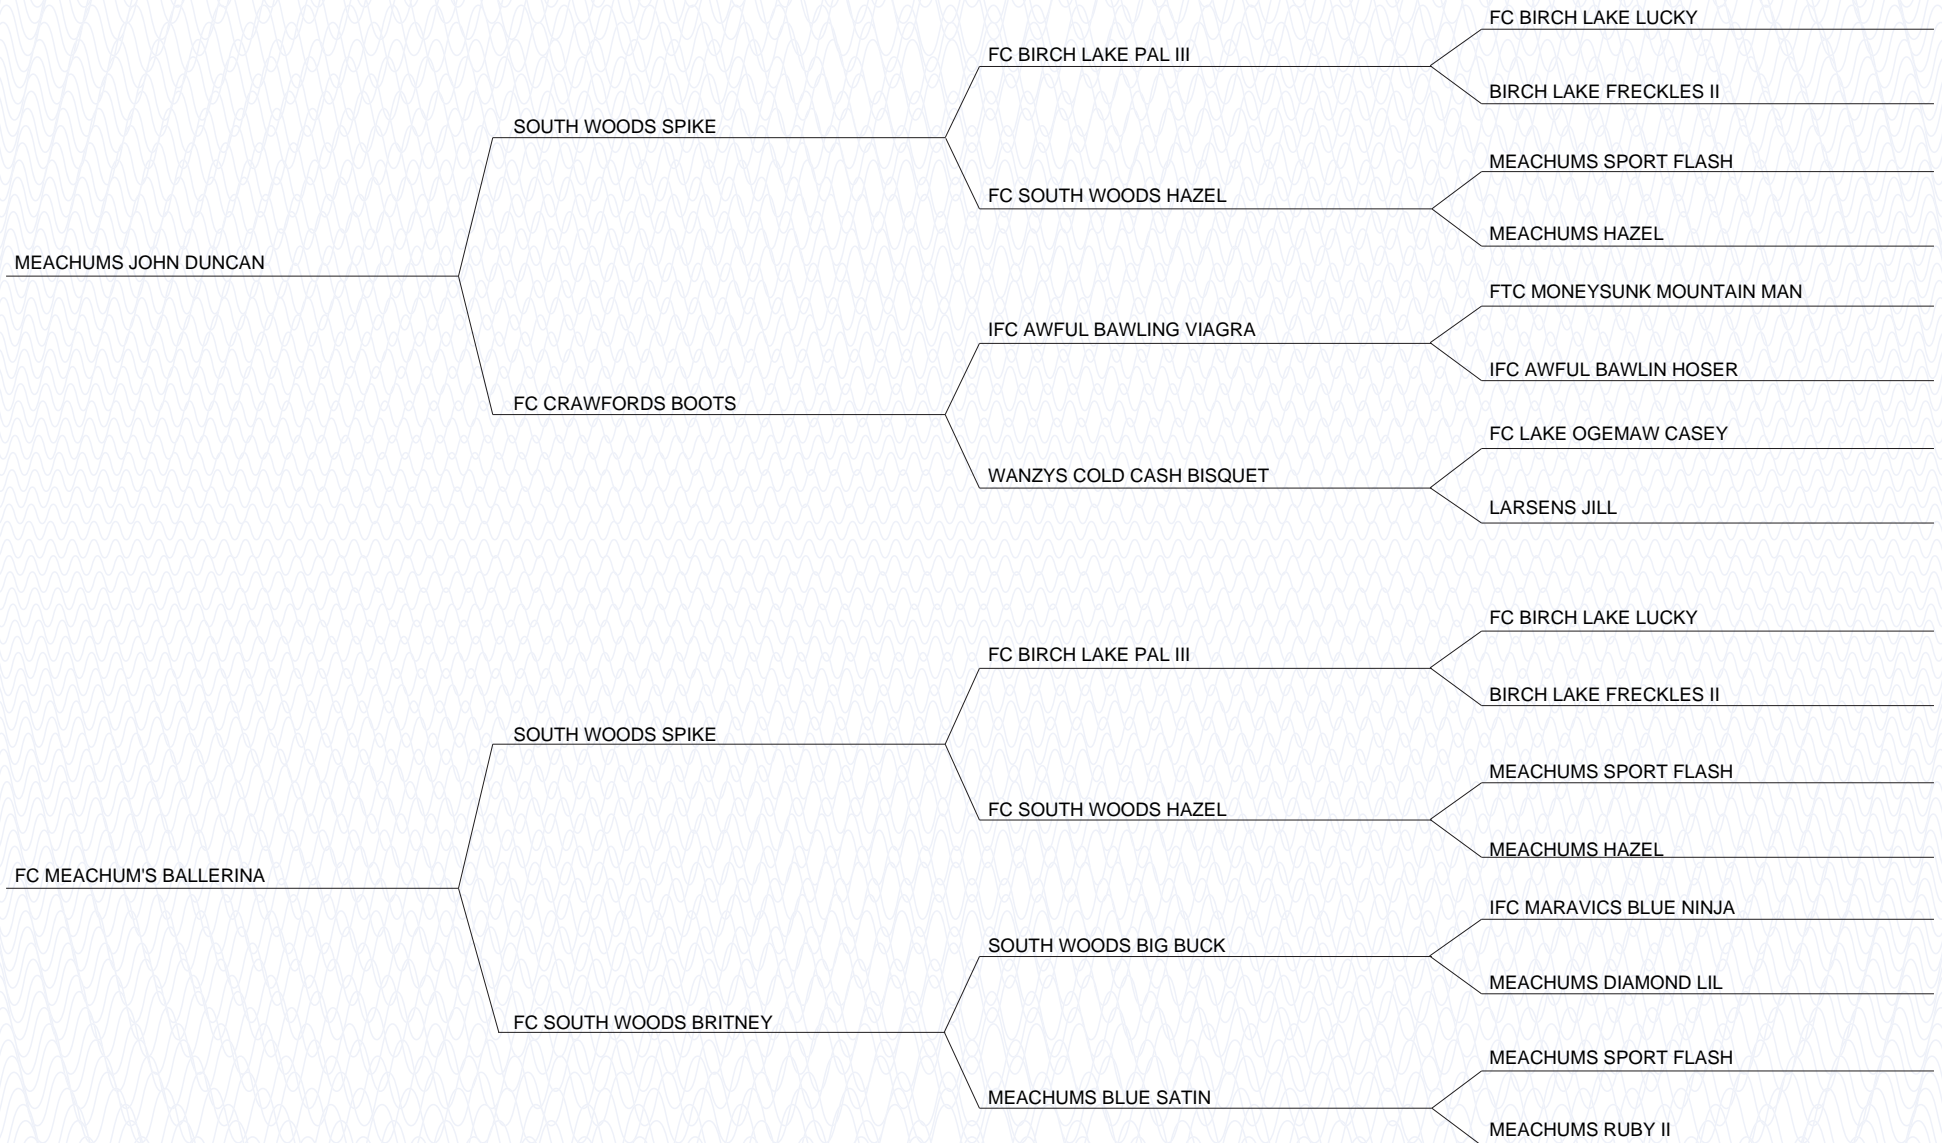 FC BIRCH LAKE LUCKY
FC BIRCH LAKE PAL III
BIRCH LAKE FRECKLES II
SOUTH WOODS SPIKE
MEACHUMS SPORT FLASH
FC SOUTH WOODS HAZEL
MEACHUMS HAZEL
MEACHUMS JOHN DUNCAN
FTC MONEYSUNK MOUNTAIN MAN
IFC AWFUL BAWLING VIAGRA
IFC AWFUL BAWLIN HOSER
FC CRAWFORDS BOOTS
FC LAKE OGEMAW CASEY
WANZYS COLD CASH BISQUET
LARSENS JILL
FC BIRCH LAKE LUCKY
FC BIRCH LAKE PAL III
BIRCH LAKE FRECKLES II
SOUTH WOODS SPIKE
MEACHUMS SPORT FLASH
FC SOUTH WOODS HAZEL
MEACHUMS HAZEL
FC MEACHUM'S BALLERINA
IFC MARAVICS BLUE NINJA
SOUTH WOODS BIG BUCK
MEACHUMS DIAMOND LIL
FC SOUTH WOODS BRITNEY
MEACHUMS SPORT FLASH
MEACHUMS BLUE SATIN
MEACHUMS RUBY II